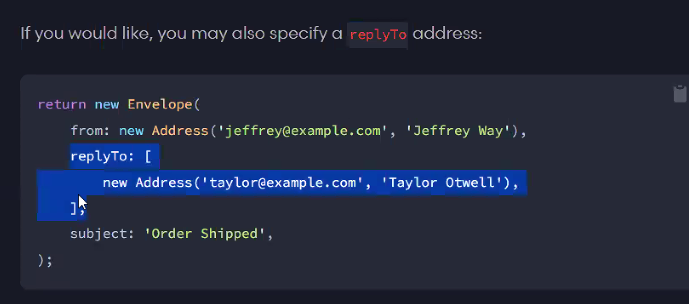 If you would like, you may also specify a replyTo address:
return new Envelope(
from: new Address('jeffrey@example.com', 'Jeffrey Way'),
replyTo: [
new Address('taylor@example.com', 'Taylor Otwell'),
],
subject: 'Order Shipped',
);